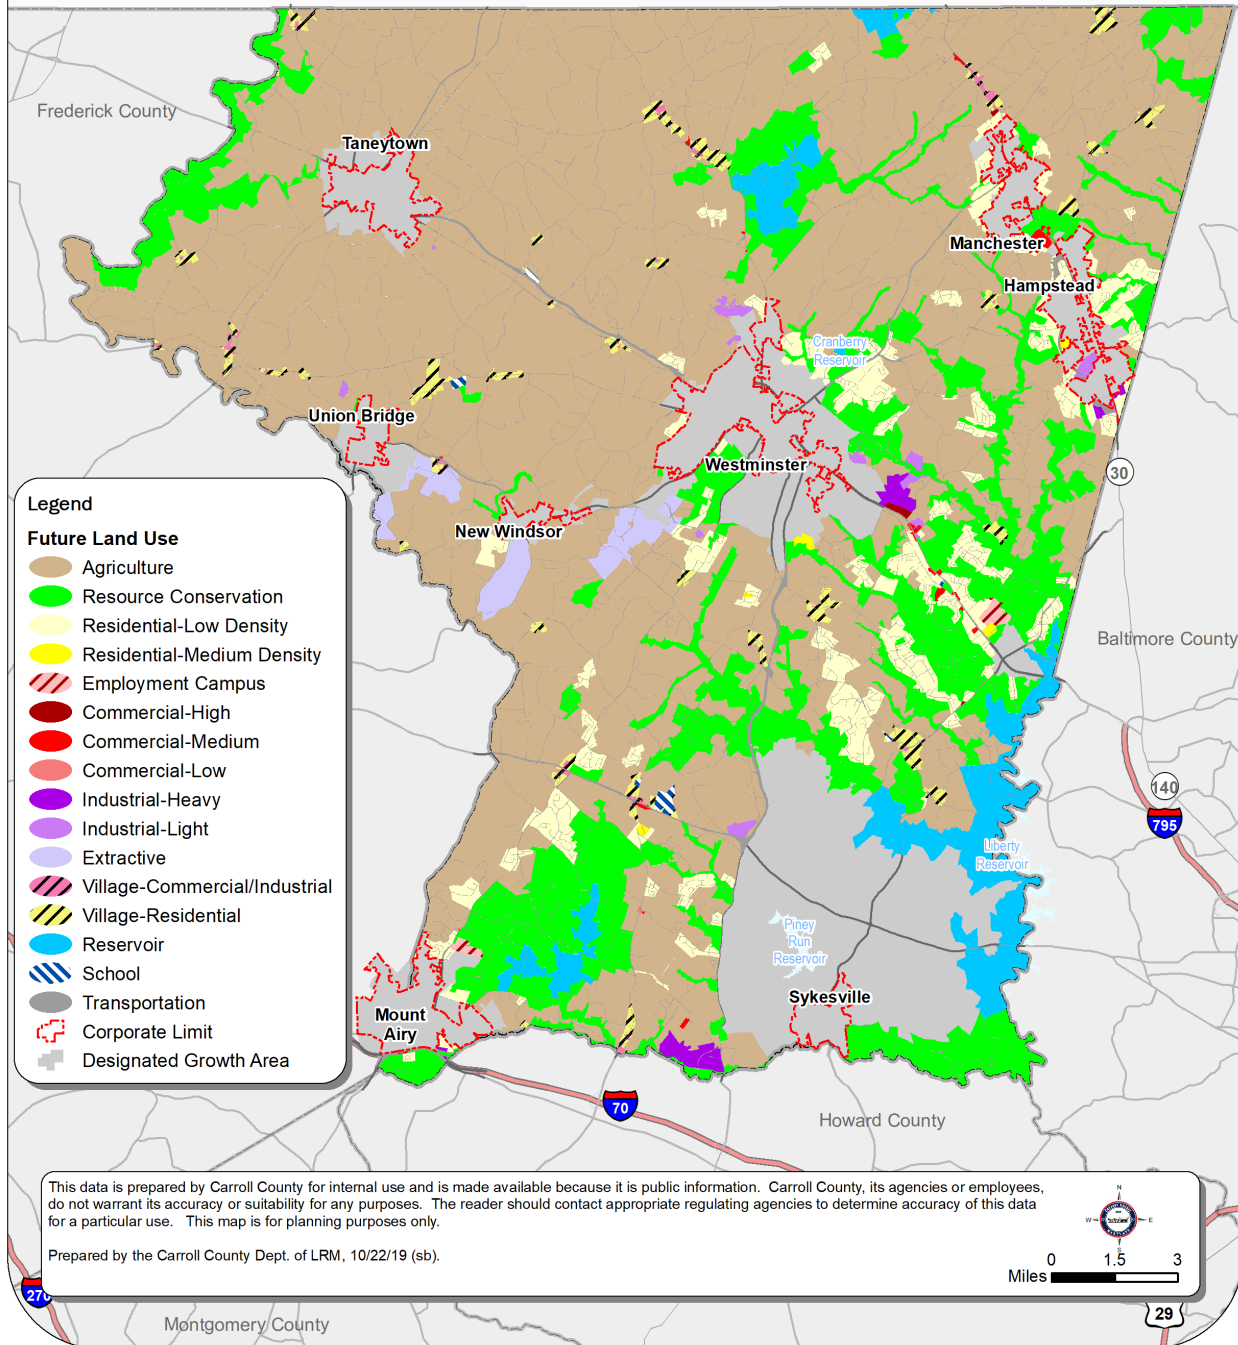 Frederick County
Taneytown
Manchester
Hampstead
Cranberry
Reservoir
Union Bridge
Westminster
30
New Windsor
Legend
Future Land Use
Agriculture
Resource Conservation
Residential-Low Density
Residential-Medium Density
Employment Campus
Commercial-High
Commercial-Medium
Commercial-Low
Industrial-Heavy
Industrial-Light
Extractive
Village-Commercial/Industrial
Village-Residential
Reservoir
School
Transportation
Corporate Limit
Designated Growth Area
Baltimore County
140
795
Liberty
Reservoir
Piney
Run
Reservoir
Sykesville
Mount
Airy
70
Howard County
This data is prepared by Carroll County for internal use and is made available because it is public information.  Carroll County, its agencies or employees,
do not warrant its accuracy or suitability for any purposes.  The reader should contact appropriate regulating agencies to determine accuracy of this data
for a particular use.   This map is for planning purposes only.
Prepared by the Carroll County Dept. of LRM, 10/22/19 (sb).
N
W
E
S
0 1.5 3
Miles
270
29
Montgomery County